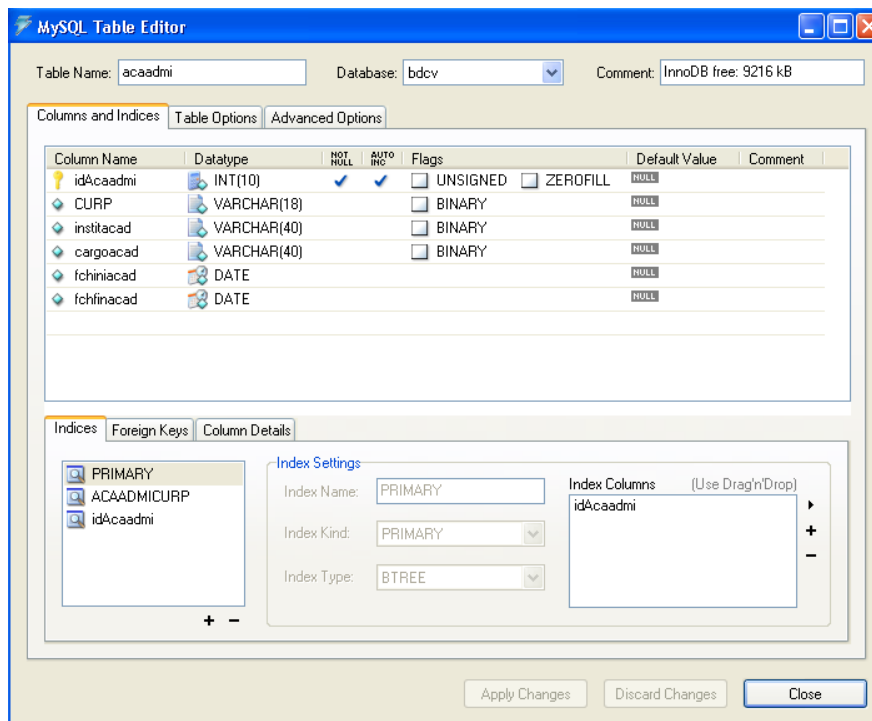 MySQL Table Editor
Table Name: acaadmi Database: bdcv Comment: InnoDB free: 9216 kB
Columns and Indices Table Options Advanced Options
Column Name Datatype NOT NULL AUTO INC Flags Default Value Comment
idAcaadmi INT(10) UNSIGNED ZEROFILL NULL
CURP VARCHAR(18) BINARY NULL
institacad VARCHAR(40) BINARY NULL
cargoacad VARCHAR(40) BINARY NULL
fchiniacad DATE NULL
fchfinacad DATE NULL
Indices Foreign Keys Column Details
PRIMARY
ACAADMICURP
idAcaadmi
Index Settings
Index Name: PRIMARY
Index Kind: PRIMARY
Index Type: BTREE
Index Columns (Use Drag'n'Drop)
idAcaadmi
Apply Changes Discard Changes Close